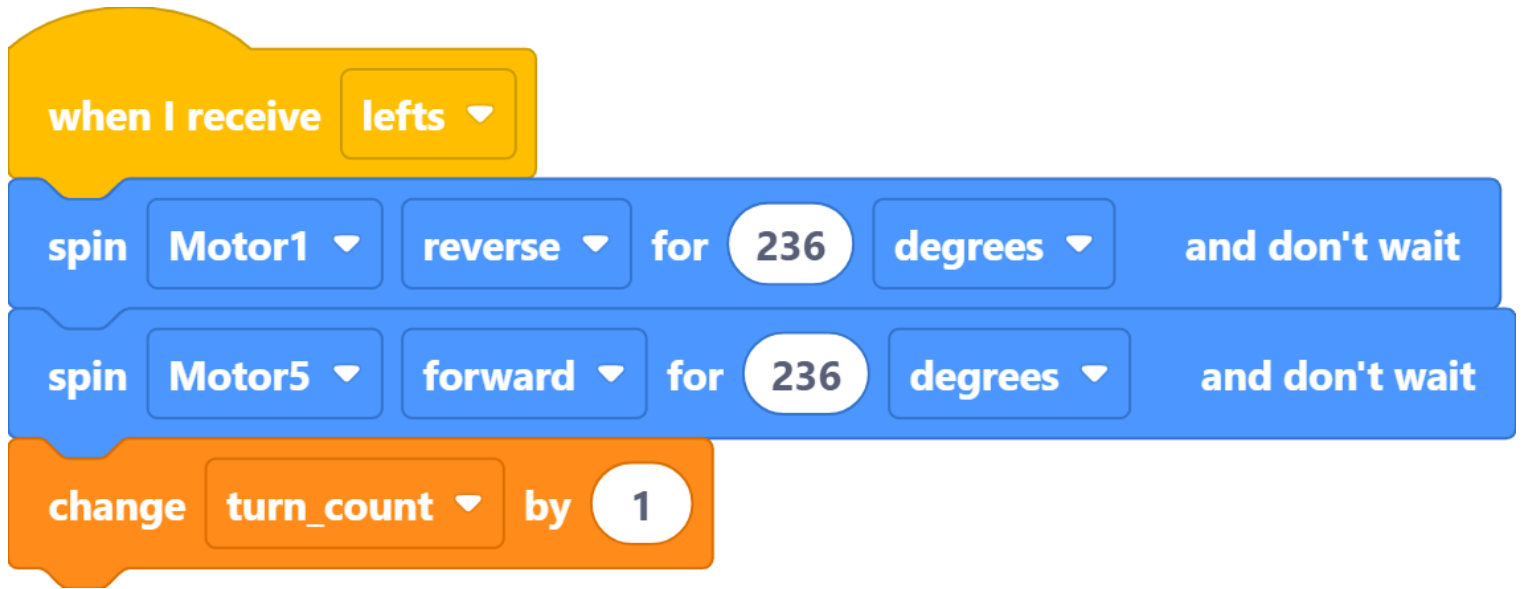 when I receive lefts
spin Motor1 reverse for 236 degrees and don't wait
spin Motor5 forward for 236 degrees and don't wait
change turn_count by 1